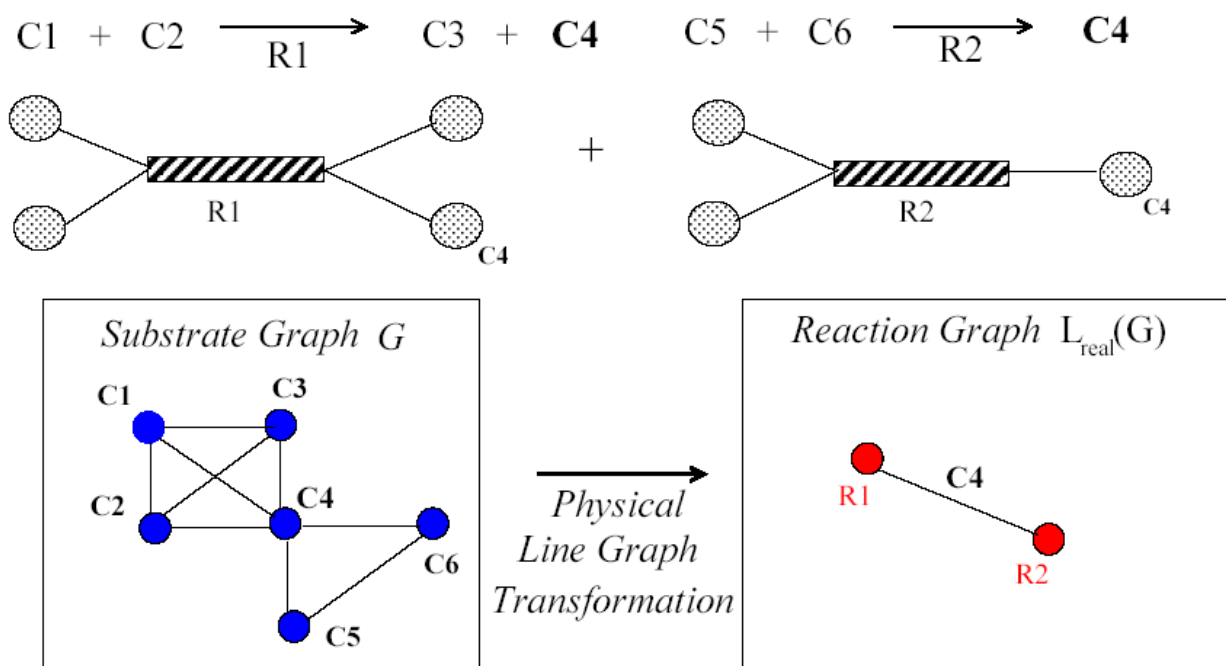 C1 + C2 R1 C3 + C4 C5 + C6 R2 C4
+
R1 R2
C4 C4
Substrate Graph G
Reaction Graph L_real(G)
C1 C3
C2 C4
C6
C5
Physical
Line Graph
Transformation
C4
R1
R2